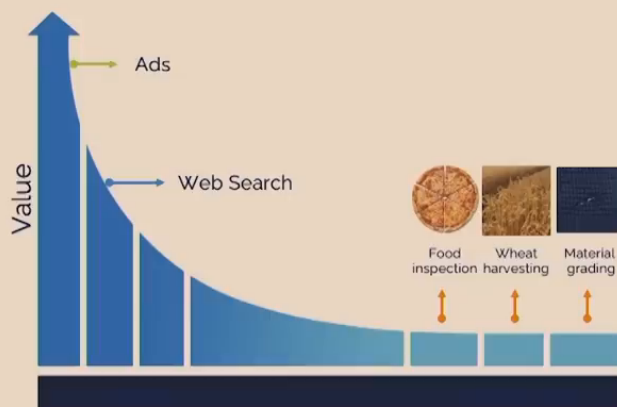 Ads
Web Search
Value
Food
inspection
Wheat
harvesting
Material
grading